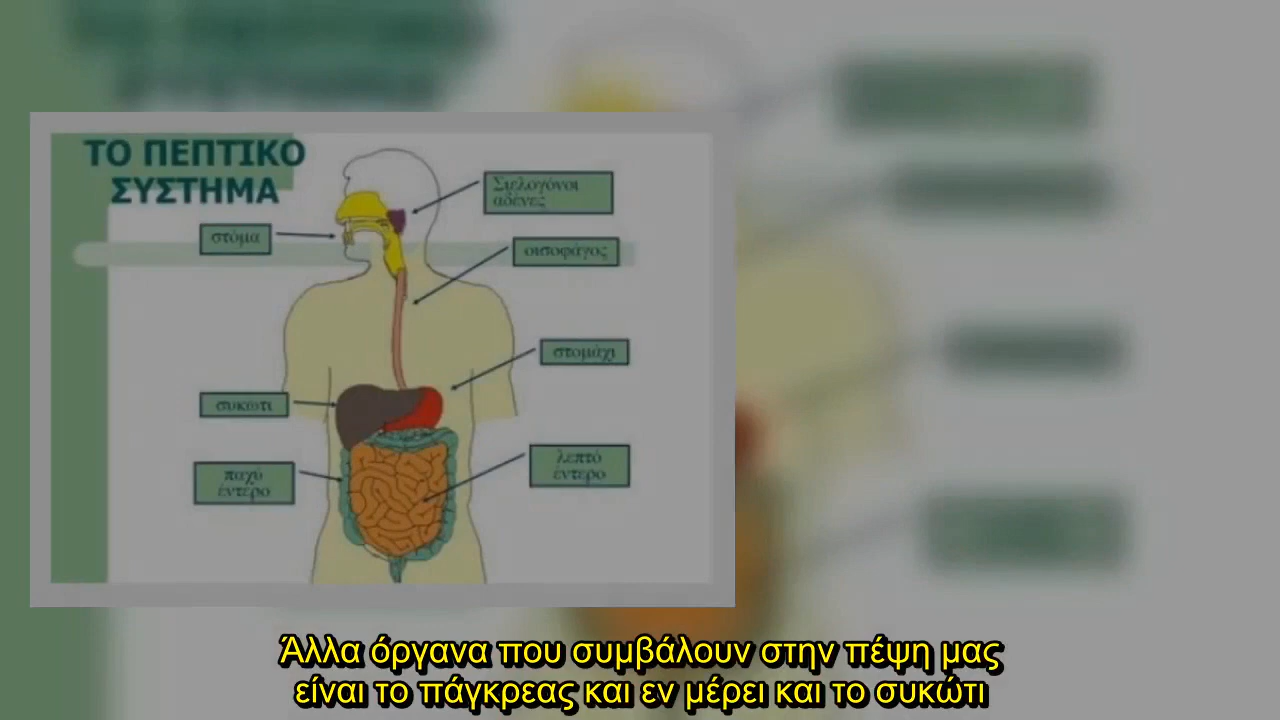 ΤΟ ΠΕΠΤΙΚΟ
ΣΥΣΤΗΜΑ
Σιελογόνοι
αδένες
στόμα
οισοφάγος
στομάχι
συκωτι
λεπτό
έντερο
παχύ
έντερο
Άλλα όργανα που συμβάλουν στην πέψη μας
είναι το πάγκρεας και εν μέρει και το συκώτι